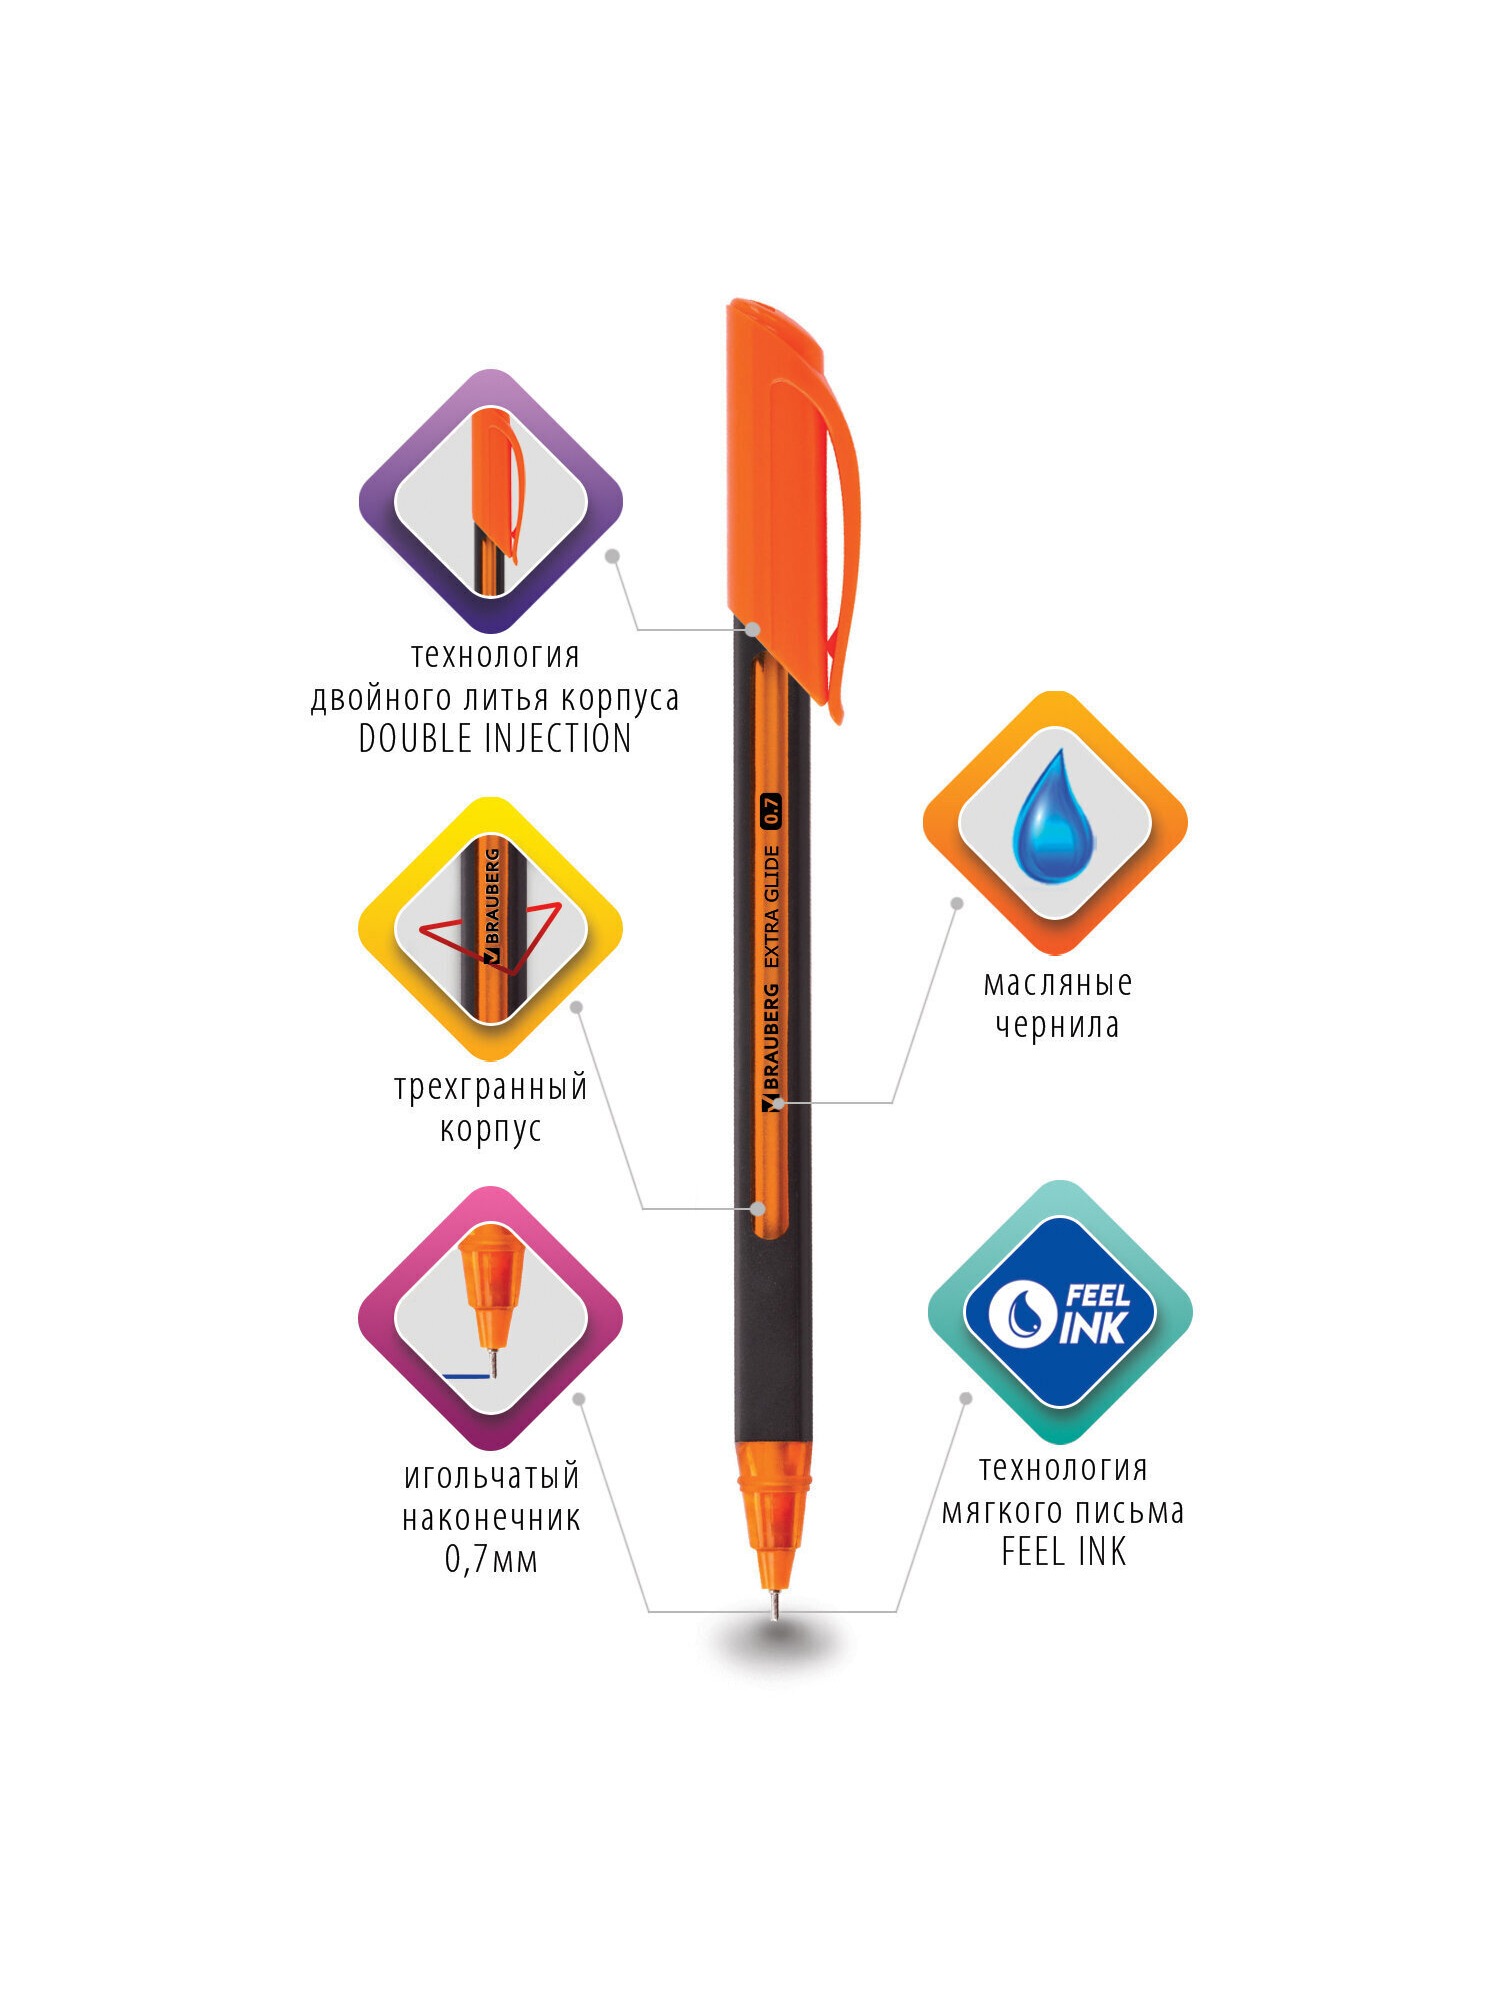 технология
двойного литья корпуса
DOUBLE INJECTION
BRAUBERG
трехгранный
корпус
игольчатый
наконечник
0,7мм
BRAUBERG EXTRA GLIDE 0.7
масляные
чернила
FEEL
INK
технология
мягкого письма
FEEL INK